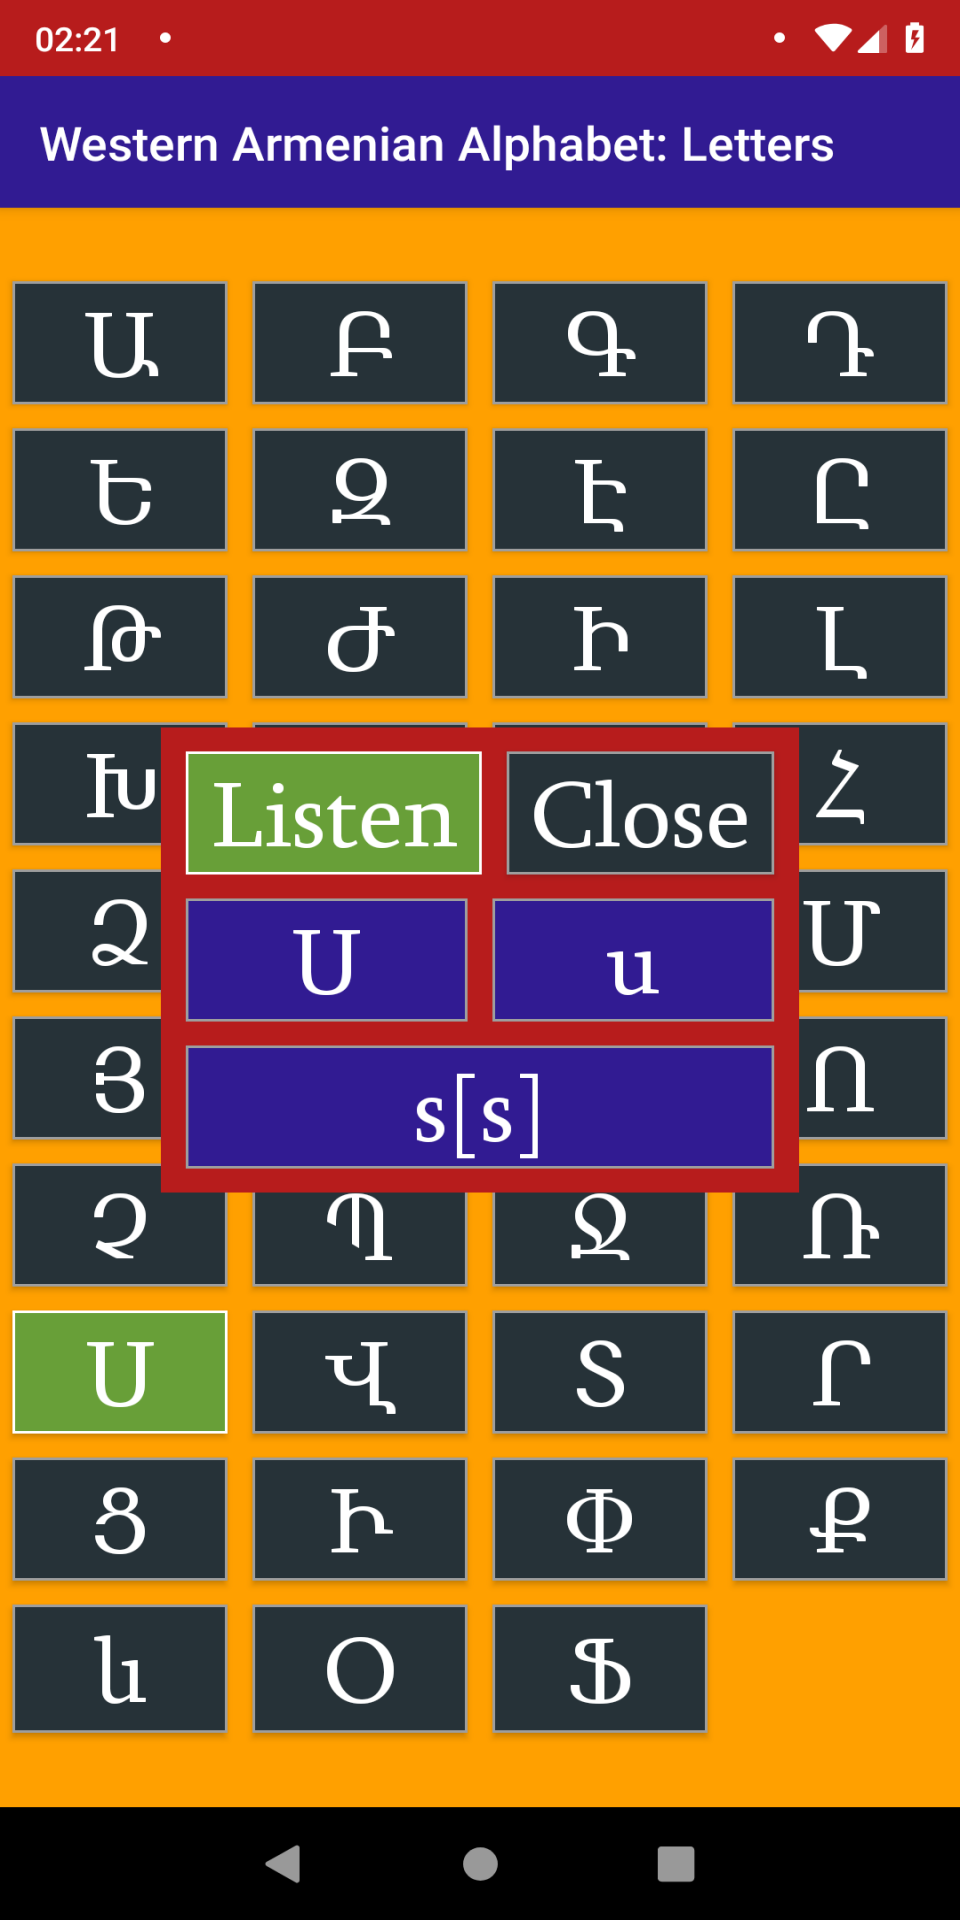 02:21
Western Armenian Alphabet: Letters
Ա Բ Գ Դ
Ե Զ Է Ը
Թ Ժ Ի Լ
Խ Հ
Listen Close
Ձ Մ
Ս ս
Յ Ո
s[s]
Չ Պ Ջ Ռ
Ս Վ Տ Ր
Ց Ւ Փ Ք
և Օ Ֆ